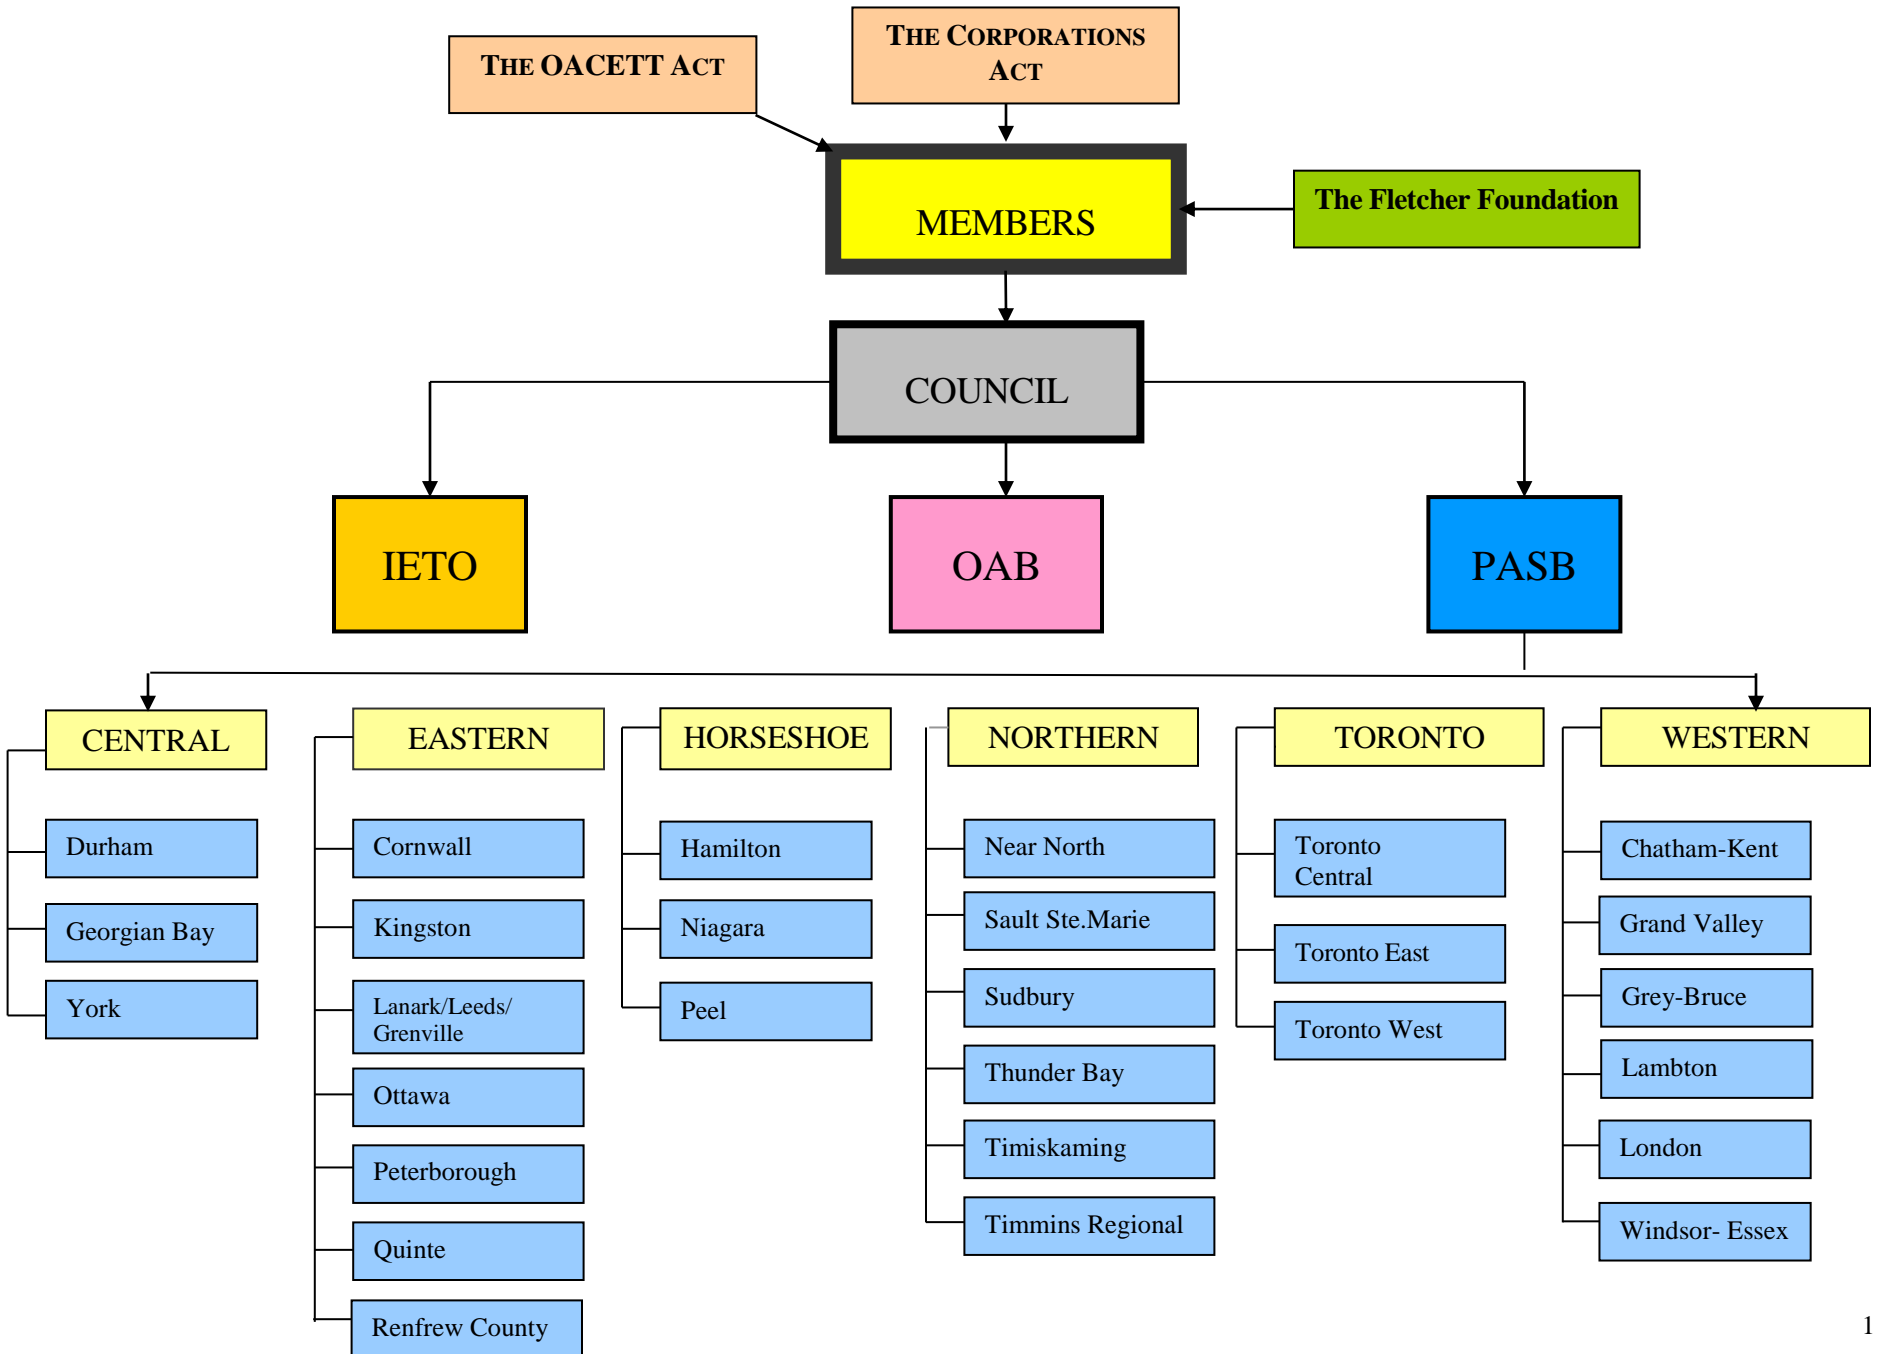 THE CORPORATIONS
ACT
THE OACETT ACT
The Fletcher Foundation
MEMBERS
COUNCIL
IETO
OAB
PASB
CENTRAL
EASTERN
HORSESHOE
NORTHERN
TORONTO
WESTERN
Durham
Georgian Bay
York
Cornwall
Kingston
Lanark/Leeds/
Grenville
Ottawa
Peterborough
Quinte
Renfrew County
Hamilton
Niagara
Peel
Near North
Sault Ste.Marie
Sudbury
Thunder Bay
Timiskaming
Timmins Regional
Toronto
Central
Toronto East
Toronto West
Chatham-Kent
Grand Valley
Grey-Bruce
Lambton
London
Windsor- Essex
1